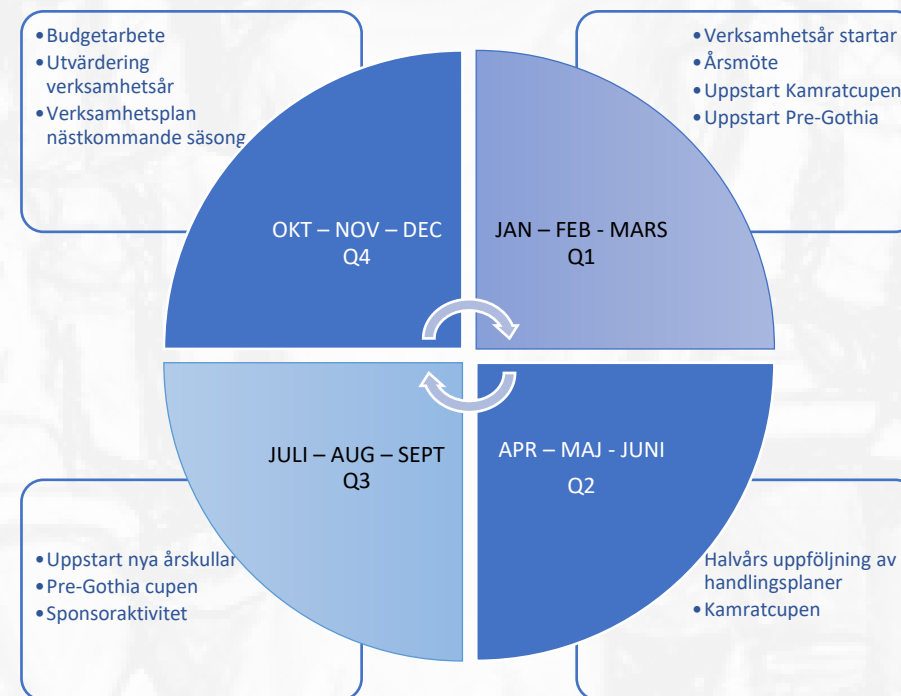 • Budgetarbete
• Utvärdering
verksamhetsår
• Verksamhetsplan
nästkommande säsong
• Verksamhetsår startar
• Årsmöte
• Uppstart Kamratcupen
• Uppstart Pre-Gothia
OKT – NOV – DEC
Q4
JAN – FEB - MARS
Q1
JULI – AUG – SEPT
Q3
APR – MAJ - JUNI
Q2
• Uppstart nya årskullar
• Pre-Gothia cupen
• Sponsoraktivitet
Halvårs uppföljning av
handlingsplaner
• Kamratcupen